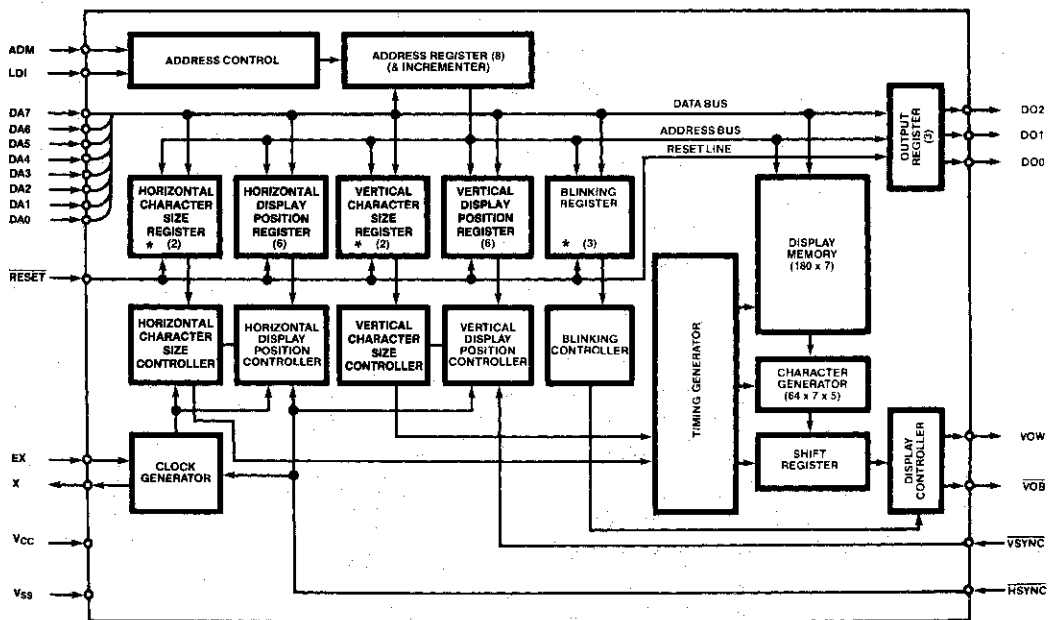 ADM
LDI
ADDRESS CONTROL
ADDRESS REGISTER (8)
(& INCREMENTER)
DA7
DA6
DA5
DA4
DA3
DA2
DA1
DA0
DATA BUS
ADDRESS BUS
RESET LINE
OUTPUT
REGISTER
(3)
DO2
DO1
DO0
HORIZONTAL
CHARACTER
SIZE
REGISTER
* (2)
HORIZONTAL
DISPLAY
POSITION
REGISTER
(6)
VERTICAL
CHARACTER
SIZE
REGISTER
* (2)
VERTICAL
DISPLAY
POSITION
REGISTER
(6)
BLINKING
REGISTER
* (3)
DISPLAY
MEMORY
(180 x 7)
RESET
HORIZONTAL
CHARACTER
SIZE
CONTROLLER
HORIZONTAL
DISPLAY
POSITION
CONTROLLER
VERTICAL
CHARACTER
SIZE
CONTROLLER
VERTICAL
DISPLAY
POSITION
CONTROLLER
BLINKING
CONTROLLER
TIMING GENERATOR
CHARACTER
GENERATOR
(64 x 7 x 5)
SHIFT
REGISTER
DISPLAY
CONTROLLER
EX
X
CLOCK
GENERATOR
VOW
VOB
VCC
VSS
VSYNC
HSYNC